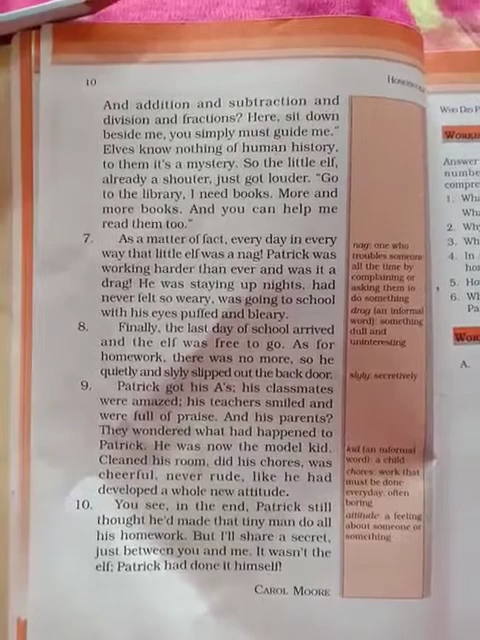 10
And addition and subtraction and
division and fractions? Here, sit down
beside me, you simply must guide me."
Elves know nothing of human history,
to them it's a mystery. So the little elf,
already a shouter, just got louder. "Go
to the library, I need books. More and
more books. And you can help me
read them too."
7. As a matter of fact, every day in every
way that little elf was a nag! Patrick was
working harder than ever and was it a
drag! He was staying up nights, had
never felt so weary, was going to school
with his eyes puffed and bleary.
8. Finally, the last day of school arrived
and the elf was free to go. As for
homework, there was no more, so he
quietly and slyly slipped out the back door.
9. Patrick got his A's; his classmates
were amazed; his teachers smiled and
were full of praise. And his parents?
They wondered what had happened to
Patrick. He was now the model kid.
Cleaned his room, did his chores, was
cheerful, never rude, like he had
developed a whole new attitude.
10. You see, in the end, Patrick still
thought he'd made that tiny man do all
his homework. But I'll share a secret,
just between you and me. It wasn't the
elf; Patrick had done it himself!
CAROL MOORE
nag: one who
troubles someone
all the time by
complaining or
asking them to
do something
drag (an informal
word): something
dull and
uninteresting
slyly: secretively
kid (an informal
word): a child
chores: work that
must be done
everyday, often
boring
attitude: a feeling
about someone or
something
WHO DID
Answer
1.
2.
3.
4. In
5.
6.
A.